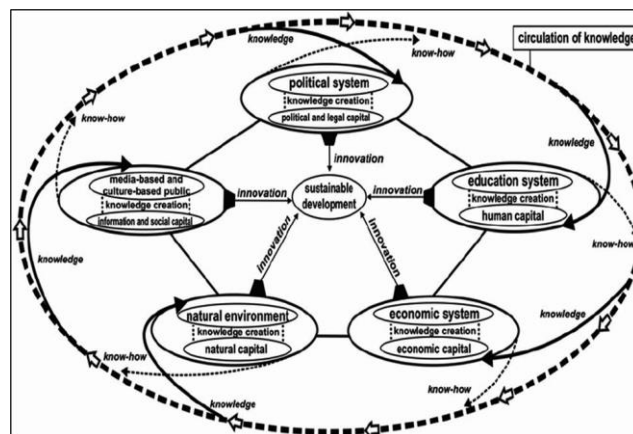 knowledge
know-how
circulation of knowledge
political system
knowledge creation
political and legal capital
know-how
knowledge
innovation
media-based and
culture-based public
knowledge creation
information and social capital
innovation
sustainable
development
innovation
education system
knowledge creation
human capital
know-how
innovation
innovation
knowledge
knowledge
natural environment
knowledge creation
natural capital
economic system
knowledge creation
economic capital
know-how
know-how
knowledge